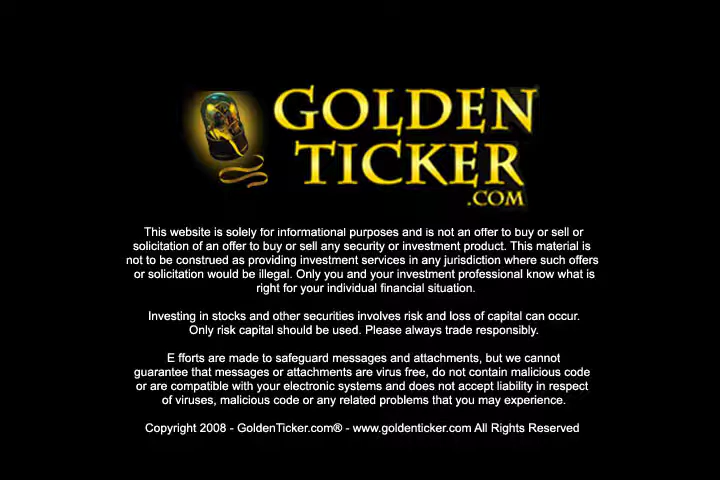 GOLDEN
TICKER
.COM
This website is solely for informational purposes and is not an offer to buy or sell or
solicitation of an offer to buy or sell any security or investment product. This material is
not to be construed as providing investment services in any jurisdiction where such offers
or solicitation would be illegal. Only you and your investment professional know what is
right for your individual financial situation.
Investing in stocks and other securities involves risk and loss of capital can occur.
Only risk capital should be used. Please always trade responsibly.
E fforts are made to safeguard messages and attachments, but we cannot
guarantee that messages or attachments are virus free, do not contain malicious code
or are compatible with your electronic systems and does not accept liability in respect
of viruses, malicious code or any related problems that you may experience.
Copyright 2008 - GoldenTicker.com® - www.goldenticker.com All Rights Reserved